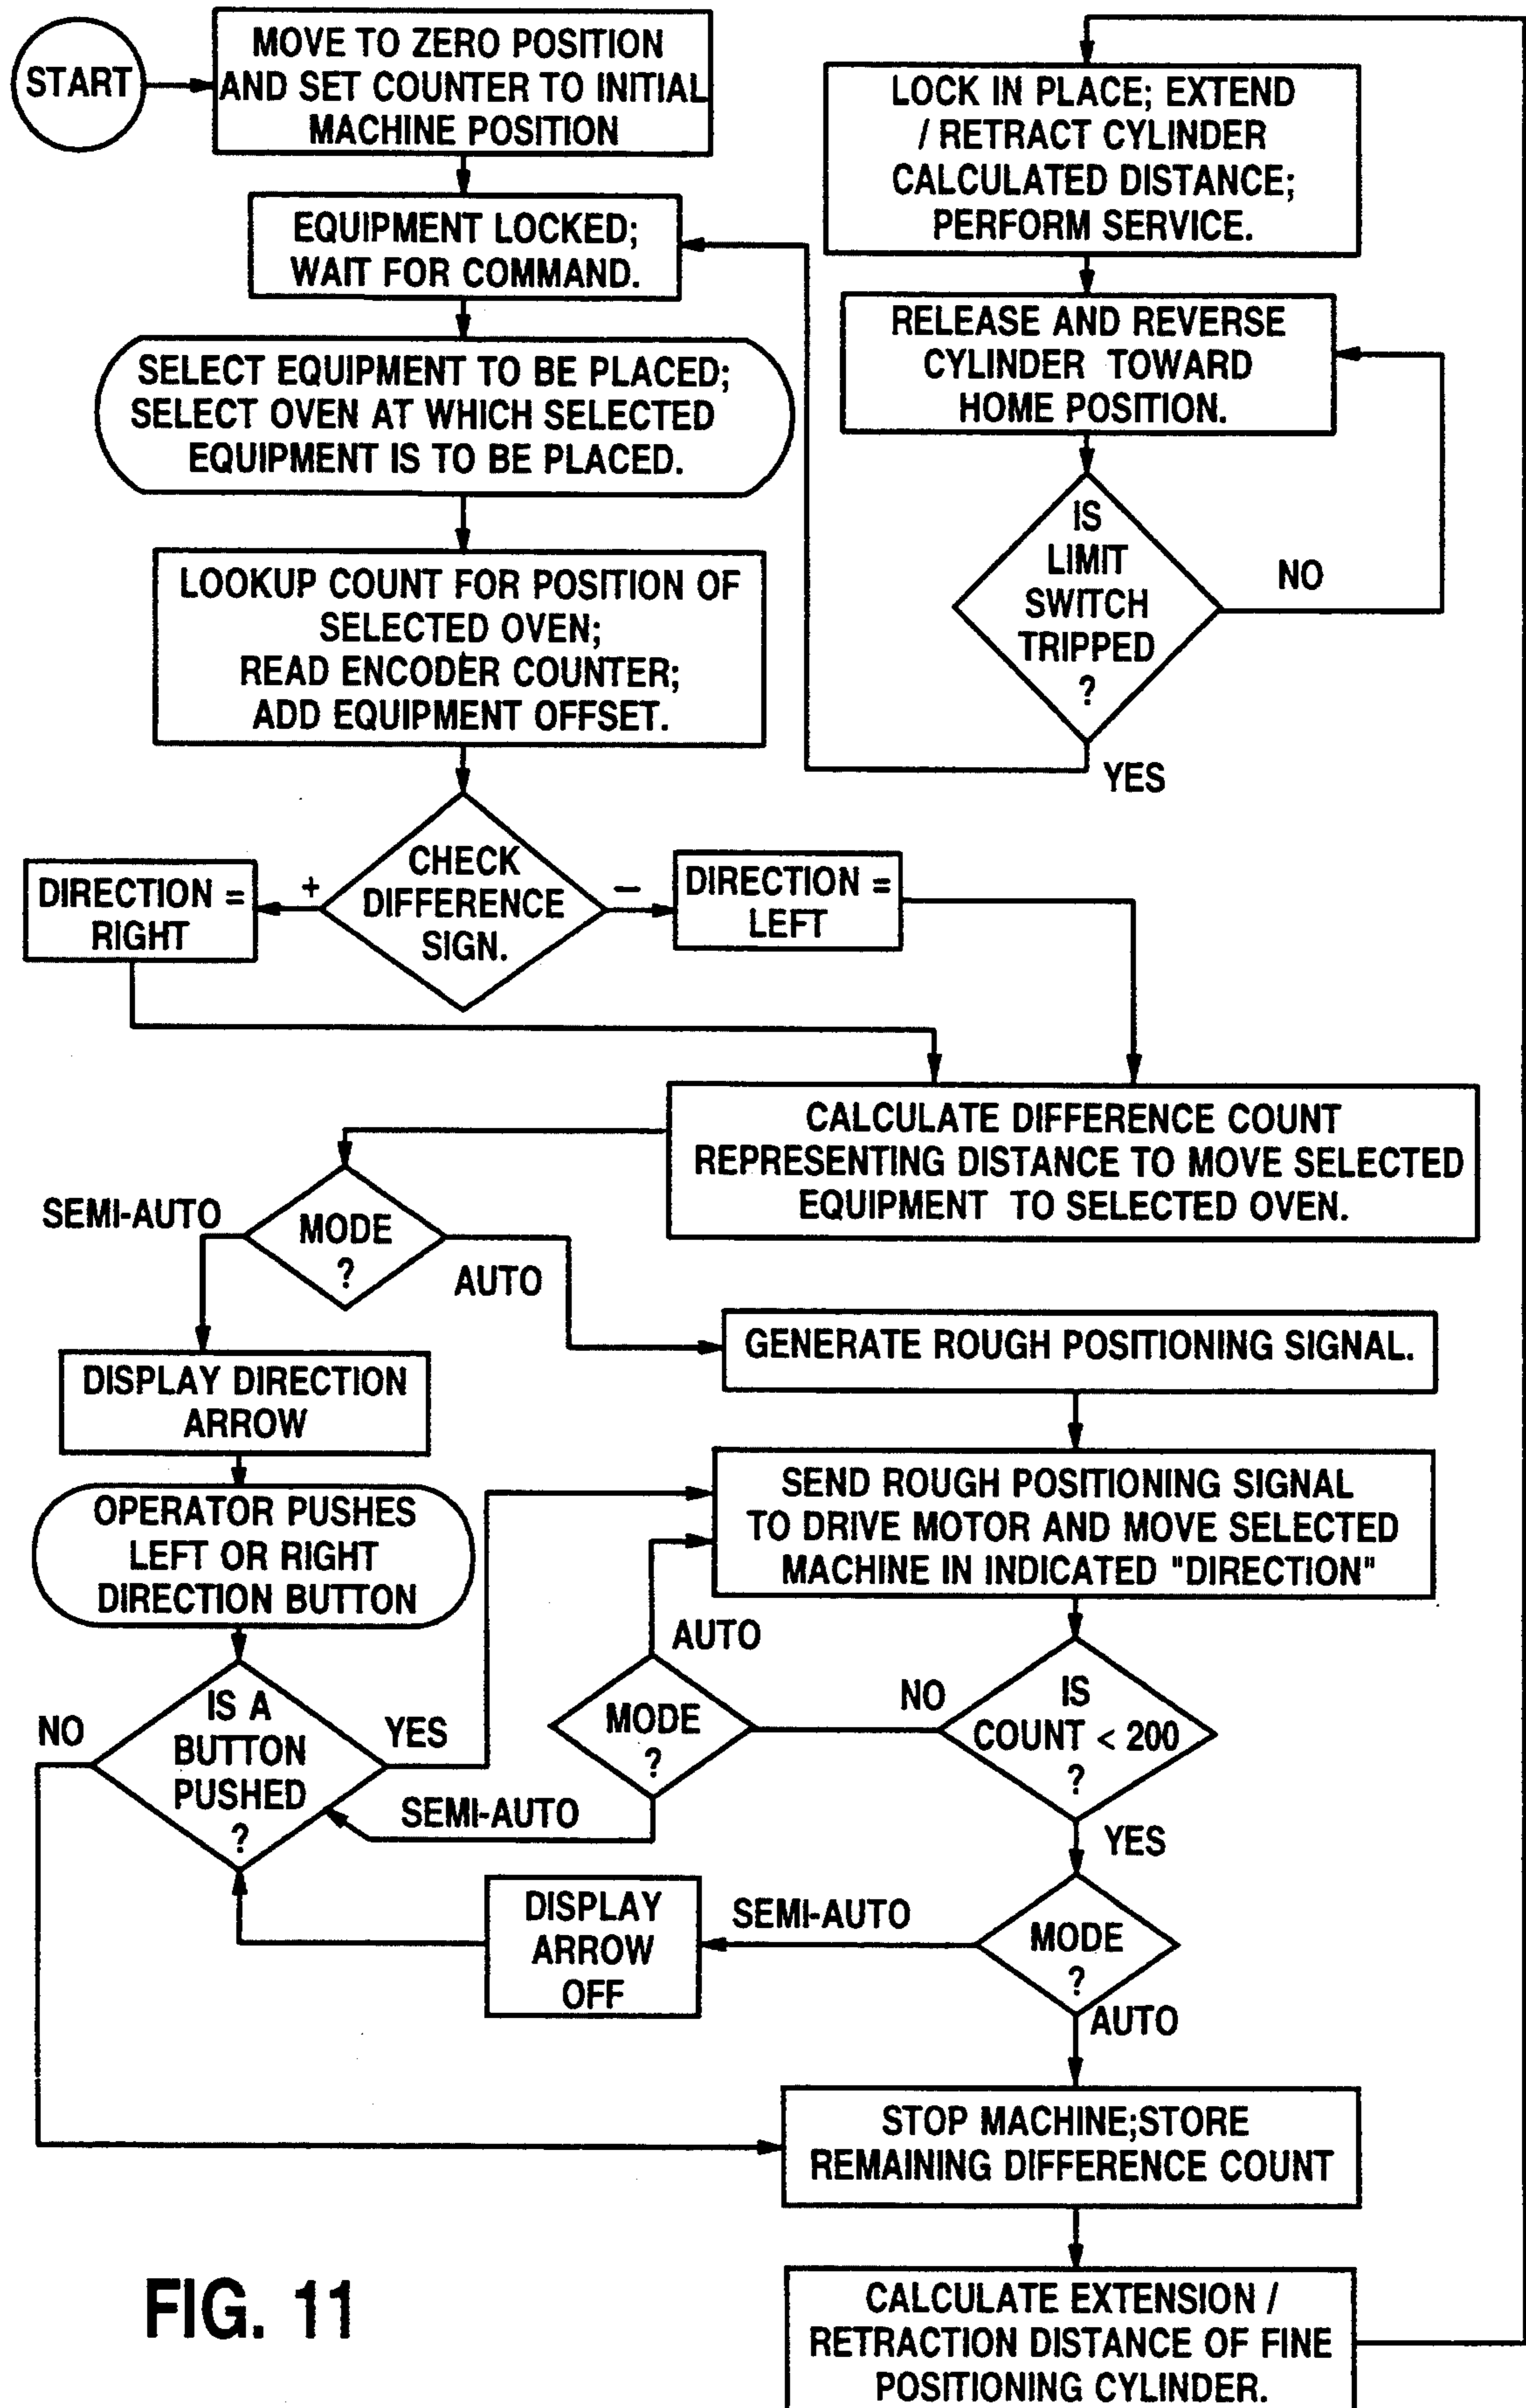 START
MOVE TO ZERO POSITION
AND SET COUNTER TO INITIAL
MACHINE POSITION
EQUIPMENT LOCKED;
WAIT FOR COMMAND.
SELECT EQUIPMENT TO BE PLACED;
SELECT OVEN AT WHICH SELECTED
EQUIPMENT IS TO BE PLACED.
LOOKUP COUNT FOR POSITION OF
SELECTED OVEN;
READ ENCODER COUNTER;
ADD EQUIPMENT OFFSET.
LOCK IN PLACE; EXTEND
/ RETRACT CYLINDER
CALCULATED DISTANCE;
PERFORM SERVICE.
RELEASE AND REVERSE
CYLINDER TOWARD
HOME POSITION.
IS
LIMIT
SWITCH
TRIPPED
?
NO
YES
CHECK
DIFFERENCE
SIGN.
+
−
DIRECTION =
RIGHT
DIRECTION =
LEFT
CALCULATE DIFFERENCE COUNT
REPRESENTING DISTANCE TO MOVE SELECTED
EQUIPMENT TO SELECTED OVEN.
MODE
?
SEMI-AUTO
AUTO
GENERATE ROUGH POSITIONING SIGNAL.
DISPLAY DIRECTION
ARROW
OPERATOR PUSHES
LEFT OR RIGHT
DIRECTION BUTTON
SEND ROUGH POSITIONING SIGNAL
TO DRIVE MOTOR AND MOVE SELECTED
MACHINE IN INDICATED "DIRECTION"
IS A
BUTTON
PUSHED
?
NO
YES
AUTO
MODE
?
SEMI-AUTO
NO
IS
COUNT < 200
?
YES
DISPLAY
ARROW
OFF
SEMI-AUTO
MODE
?
AUTO
STOP MACHINE;STORE
REMAINING DIFFERENCE COUNT
CALCULATE EXTENSION /
RETRACTION DISTANCE OF FINE
POSITIONING CYLINDER.
FIG. 11